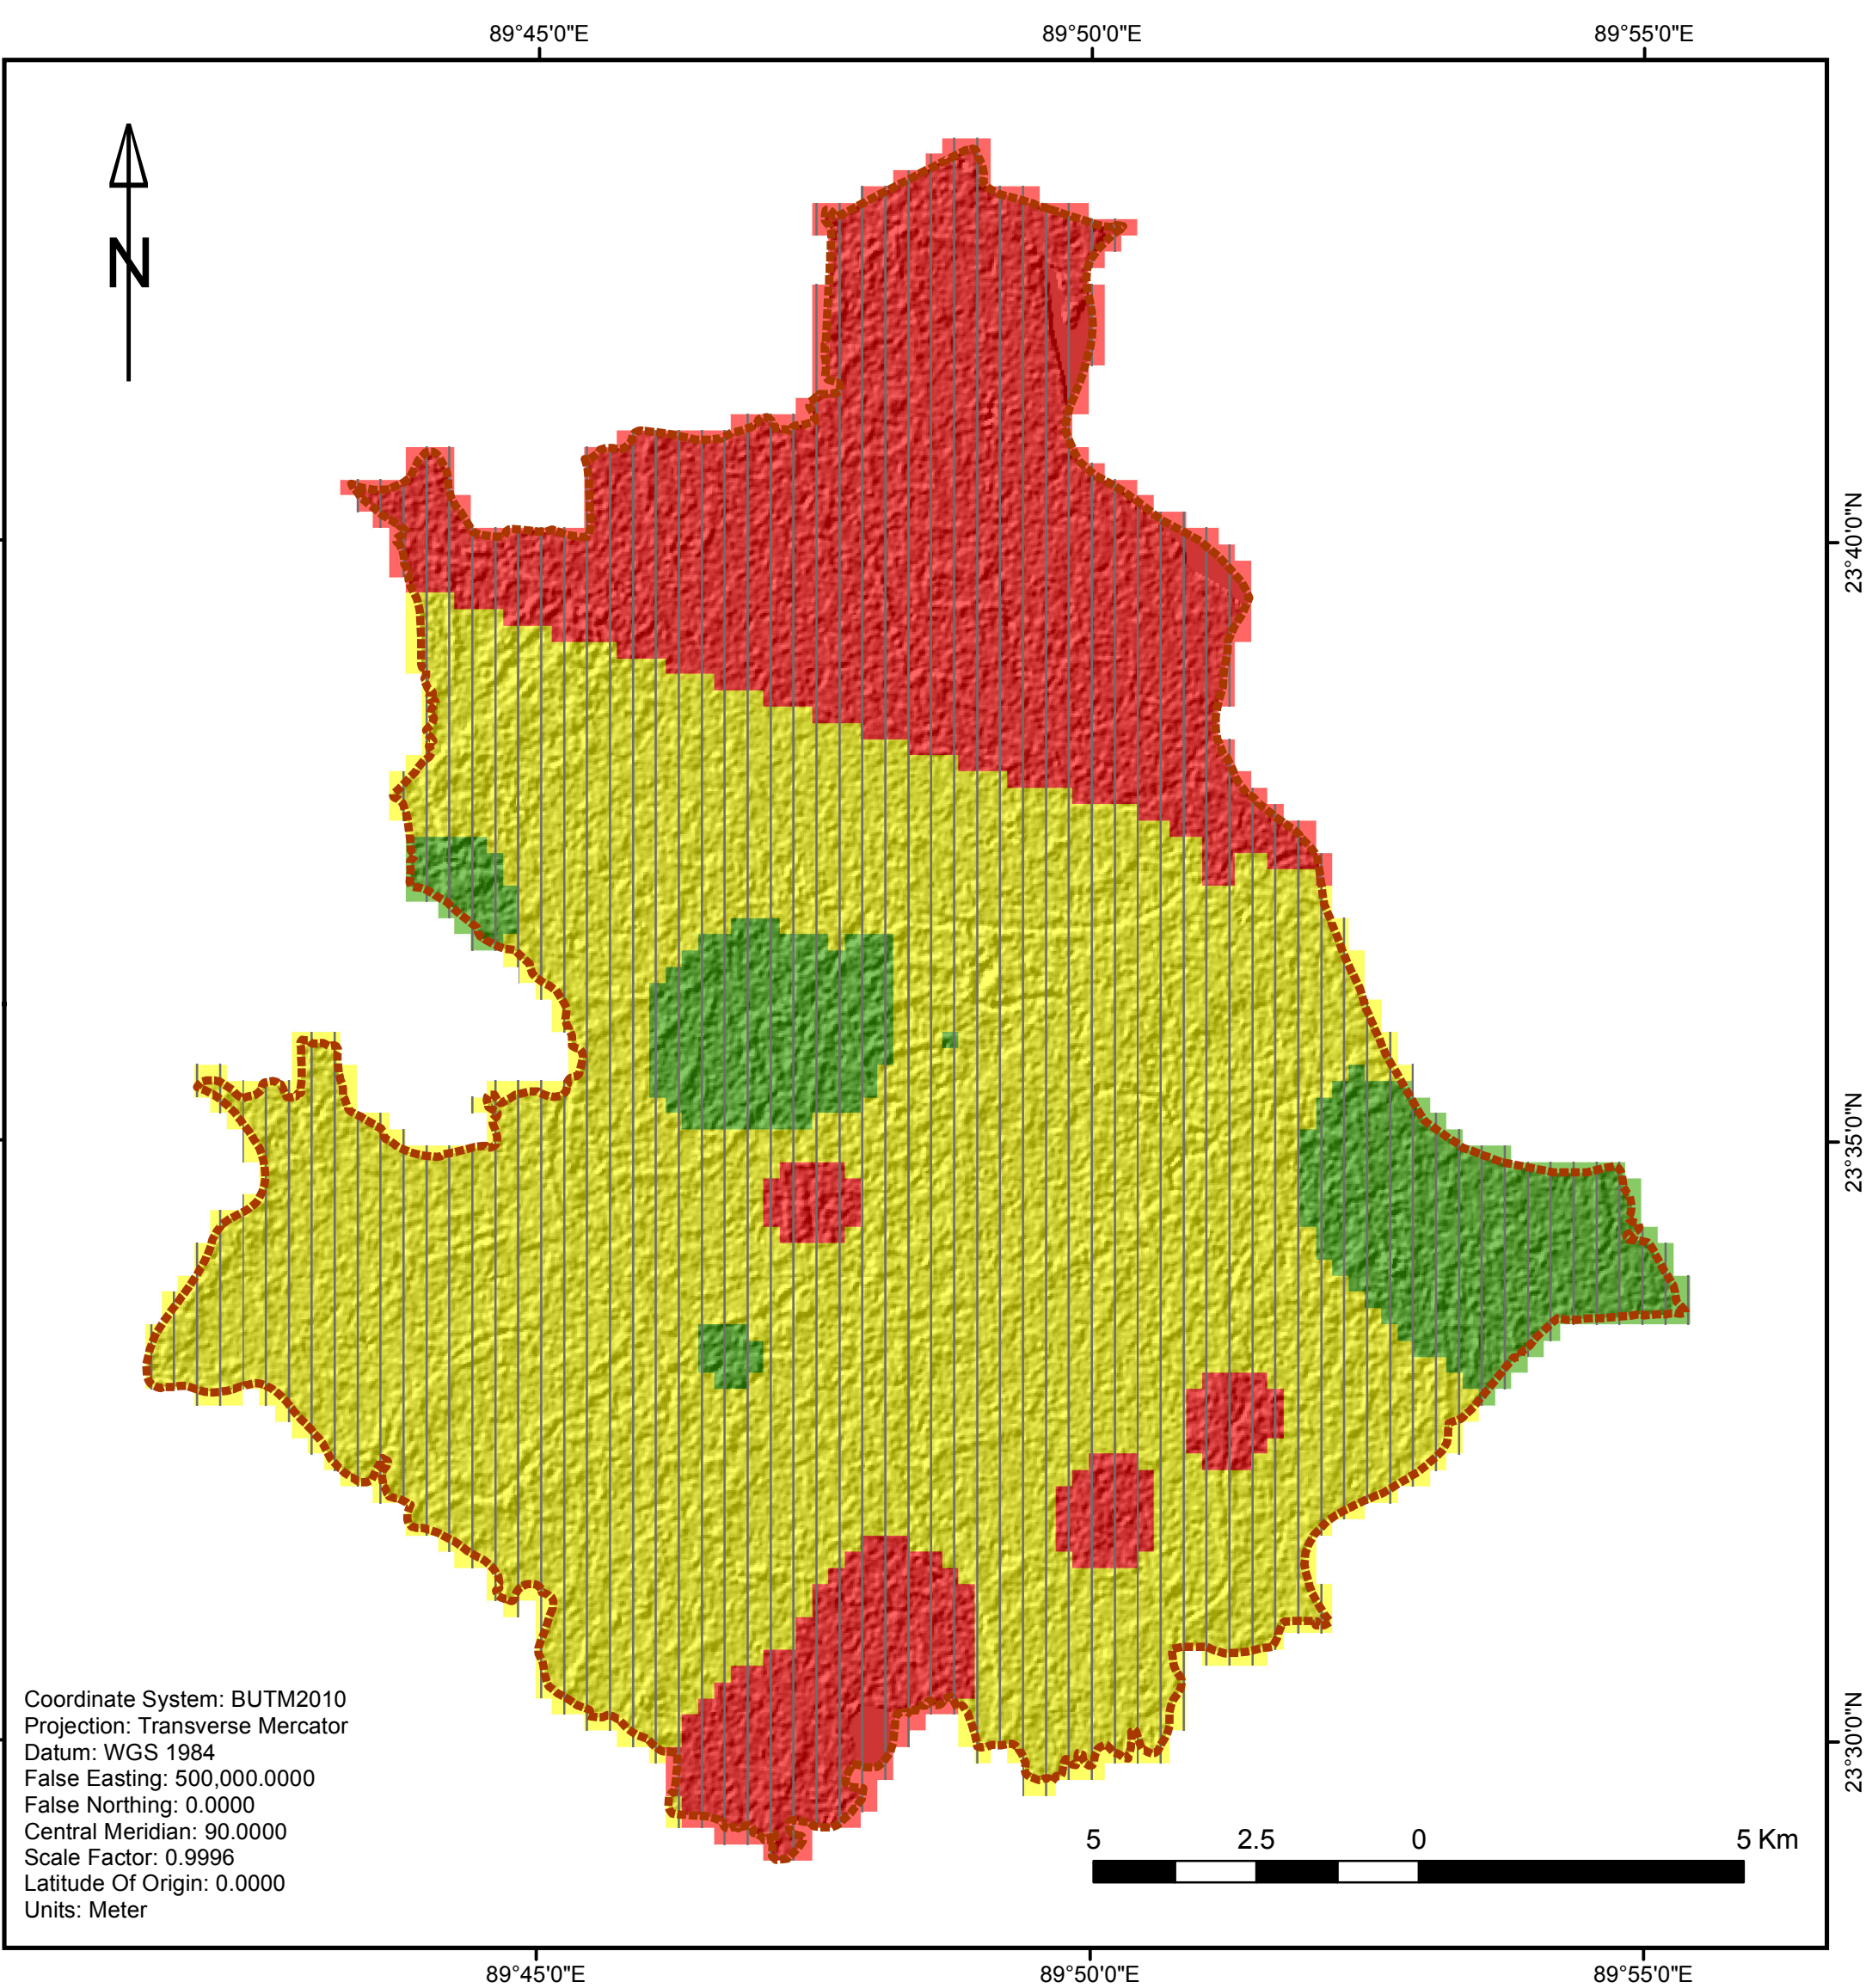 89°45'0"E 89°50'0"E 89°55'0"E
N
23°40'0"N
23°35'0"N
23°30'0"N
Coordinate System: BUTM2010
Projection: Transverse Mercator
Datum: WGS 1984
False Easting: 500,000.0000
False Northing: 0.0000
Central Meridian: 90.0000
Scale Factor: 0.9996
Latitude Of Origin: 0.0000
Units: Meter
5 2.5 0 5 Km
89°45'0"E 89°50'0"E 89°55'0"E